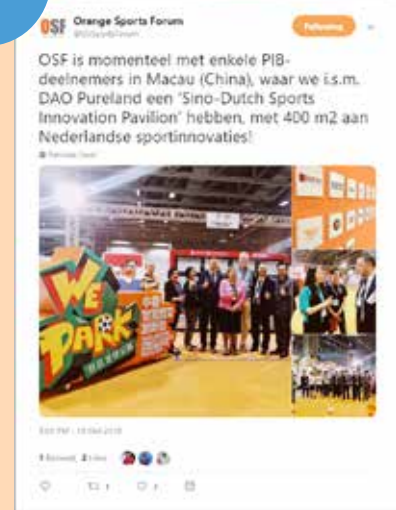 OSF
Orange Sports Forum
Following
OSF is momenteel met enkele PIB-
deelnemers in Macau (China), waar we i.s.m.
DAO Pureland een 'Sino-Dutch Sports
Innovation Pavilion' hebben, met 400 m2 aan
Nederlandse sportinnovaties!
WE
PARK